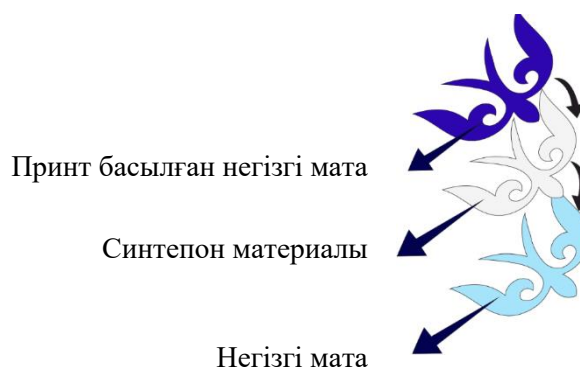 Принт басылған негізгі мата
Синтепон материалы
Негізгі мата